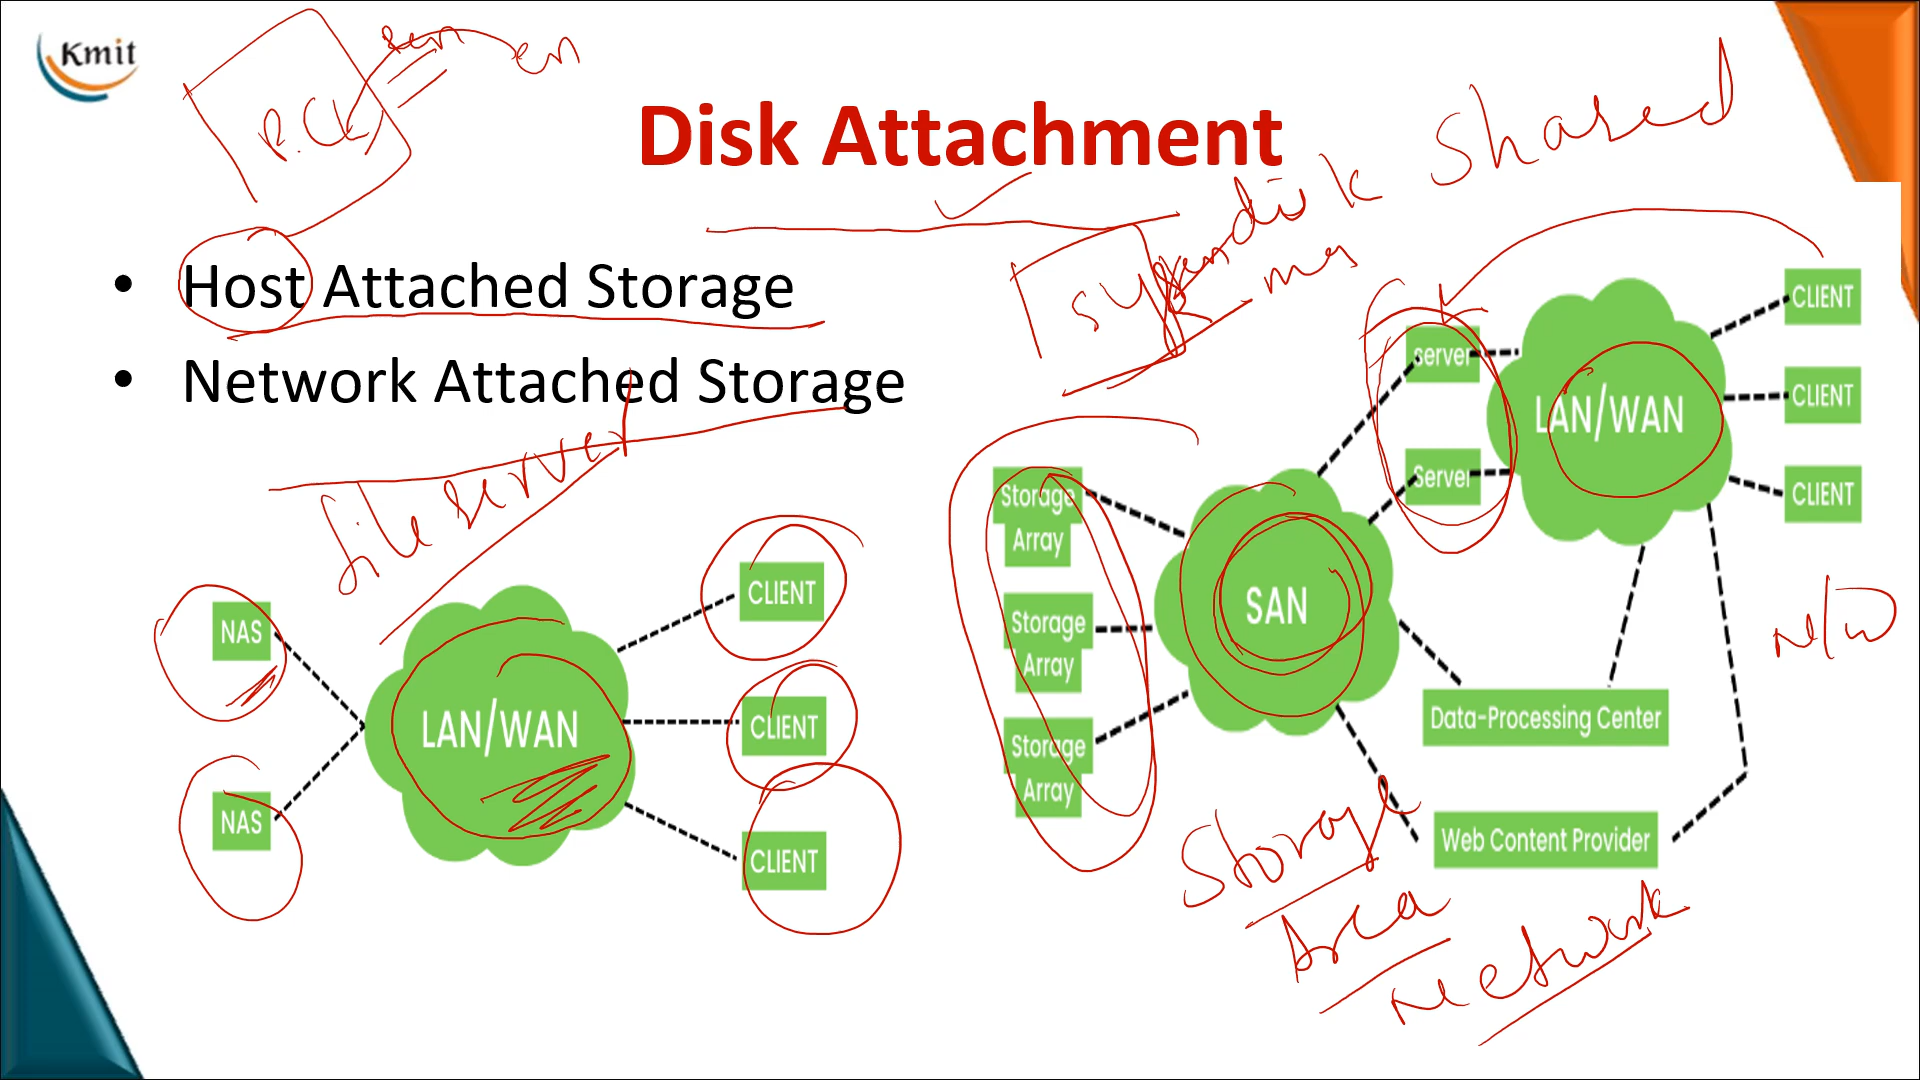 Kmit
Disk Attachment
disk Shared
• Host Attached Storage
• Network Attached Storage
file server
NAS
NAS
LAN/WAN
CLIENT
CLIENT
CLIENT
Storage
Array
Storage
Array
Storage
Array
SAN
server
Server
LAN/WAN
CLIENT
CLIENT
CLIENT
N/W
Data-Processing Center
Web Content Provider
Storage
Area
Network